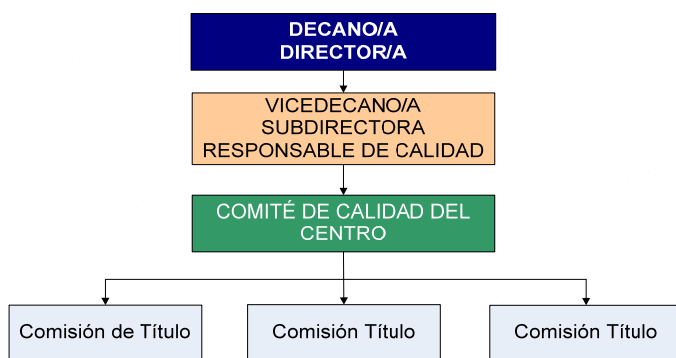 DECANO/A
DIRECTOR/A
VICEDECANO/A
SUBDIRECTORA
RESPONSABLE DE CALIDAD
COMITÉ DE CALIDAD DEL
CENTRO
Comisión de Título
Comisión Título
Comisión Título